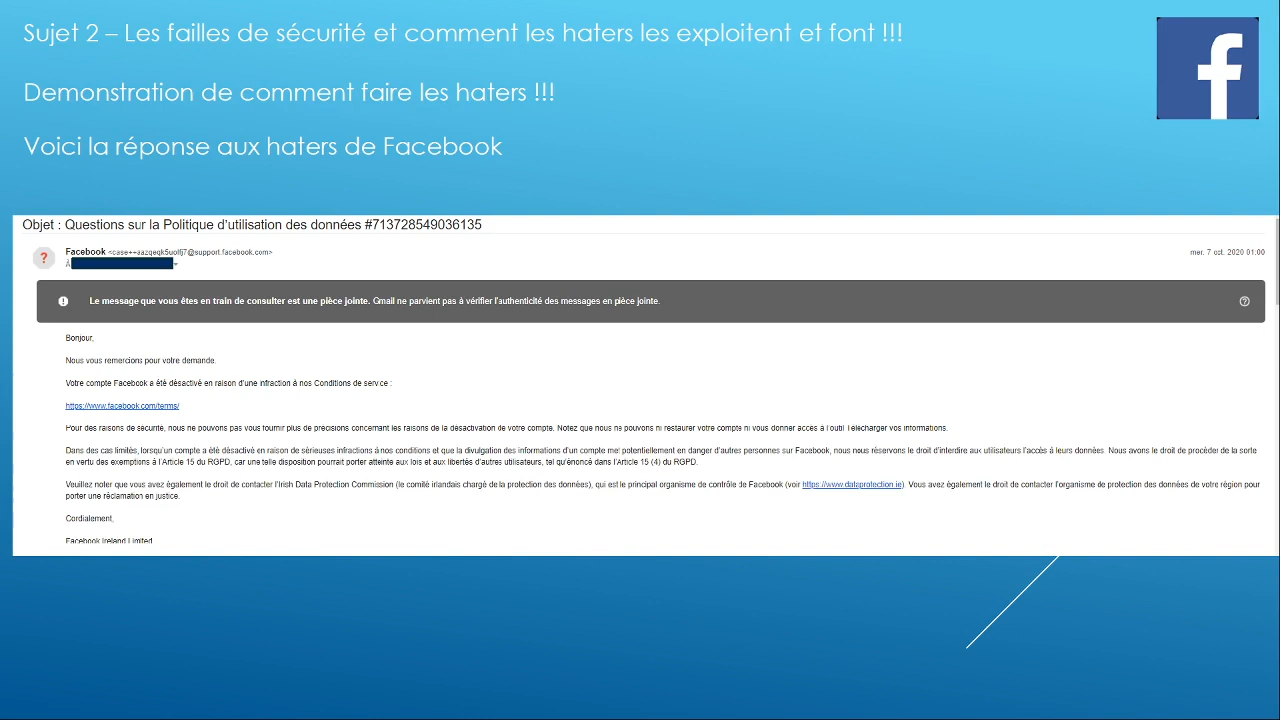 Sujet 2 – Les failles de sécurité et comment les haters les exploitent et font !!!
Demonstration de comment faire les haters !!!
Voici la réponse aux haters de Facebook
Objet : Questions sur la Politique d'utilisation des données #713728549036135
Facebook <case++aazqeqk5uolfj7@support.facebook.com>
mer. 7 oct. 2020 01:00
À
Le message que vous êtes en train de consulter est une pièce jointe. Gmail ne parvient pas à vérifier l'authenticité des messages en pièce jointe.
Bonjour,
Nous vous remercions pour votre demande.
Votre compte Facebook a été désactivé en raison d'une infraction à nos Conditions de service :
https://www.facebook.com/terms/
Pour des raisons de sécurité, nous ne pouvons pas vous fournir plus de précisions concernant les raisons de la désactivation de votre compte. Notez que nous ne pouvons ni restaurer votre compte ni vous donner accès à l'outil Télécharger vos informations.
Dans des cas limités, lorsqu'un compte a été désactivé en raison de sérieuses infractions à nos conditions et que la divulgation des informations d'un compte met potentiellement en danger d'autres personnes sur Facebook, nous nous réservons le droit d'interdire aux utilisateurs l'accès à leurs données. Nous avons le droit de procéder de la sorte
en vertu des exemptions à l'Article 15 du RGPD, car une telle disposition pourrait porter atteinte aux lois et aux libertés d'autres utilisateurs, tel qu'énoncé dans l'Article 15 (4) du RGPD.
Veuillez noter que vous avez également le droit de contacter l'Irish Data Protection Commission (le comité irlandais chargé de la protection des données), qui est le principal organisme de contrôle de Facebook (voir https://www.dataprotection.ie). Vous avez également le droit de contacter l'organisme de protection des données de votre région pour
porter une réclamation en justice.
Cordialement,
Facebook Ireland Limited